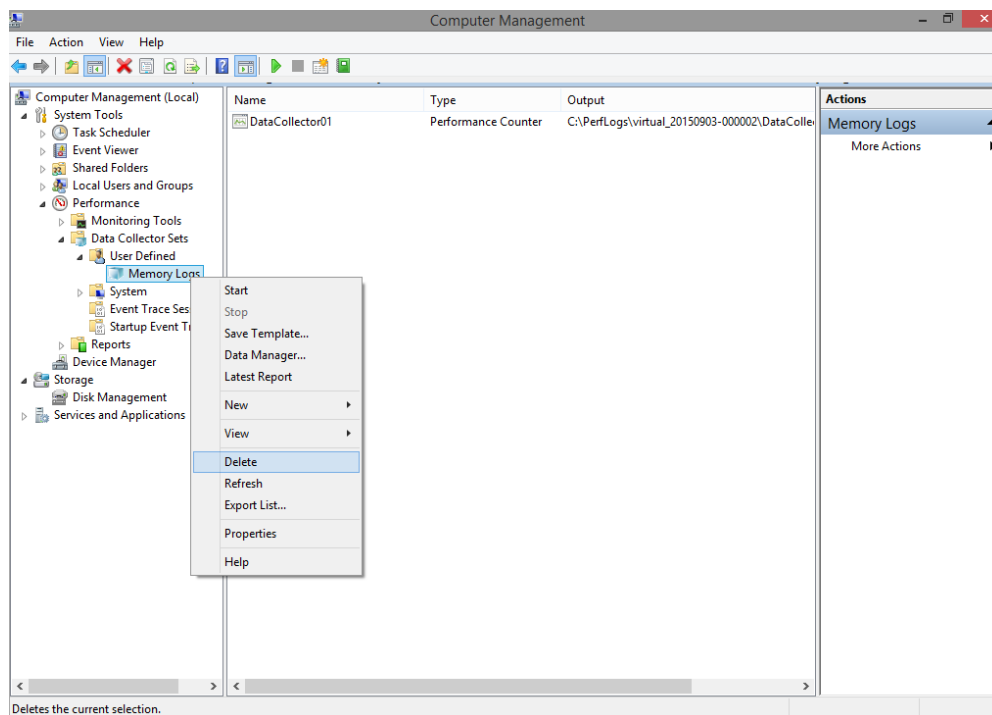 Computer Management
File Action View Help
Computer Management (Local)
System Tools
Task Scheduler
Event Viewer
Shared Folders
Local Users and Groups
Performance
Monitoring Tools
Data Collector Sets
User Defined
Memory Logs
System
Event Trace Ses
Startup Event Tr
Reports
Device Manager
Storage
Disk Management
Services and Applications
Name Type Output
DataCollector01 Performance Counter C:\PerfLogs\virtual_20150903-000002\DataColle
Start
Stop
Save Template...
Data Manager...
Latest Report
New
View
Delete
Refresh
Export List...
Properties
Help
Actions
Memory Logs
More Actions
Deletes the current selection.